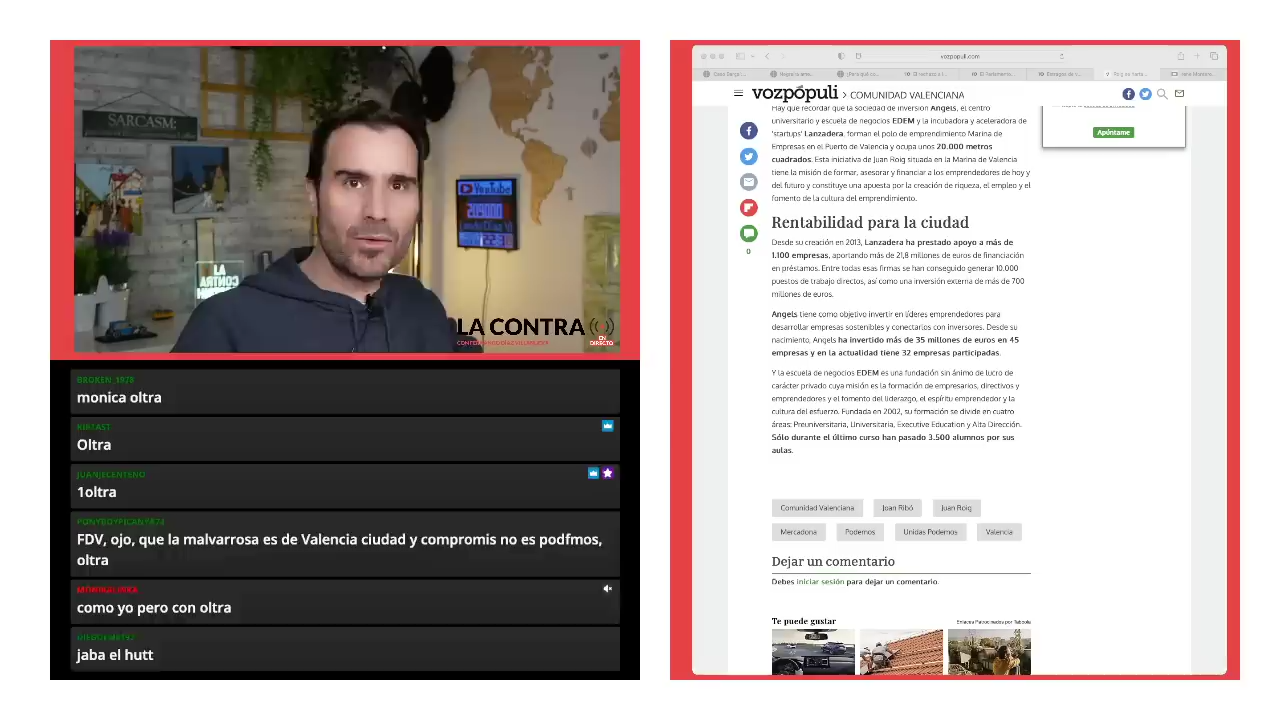 SARCASM:
YouTube
LA CONTRA
EN DIRECTO
monica oltra
Oltra
1oltra
FDV, ojo, que la malvarrosa es de Valencia ciudad y compromis no es podfmos,
oltra
como yo pero con oltra
jaba el hutt
vozpopuli.com
vozpópuli > COMUNIDAD VALENCIANA
Hay que recordar que la sociedad de inversión Angels, el centro
universitario y escuela de negocios EDEM y la incubadora y aceleradora de
'startups' Lanzadera, forman el polo de emprendimiento Marina de
Empresas en el Puerto de Valencia y ocupa unos 20.000 metros
cuadrados. Esta iniciativa de Juan Roig situada en la Marina de Valencia
tiene la misión de formar, asesorar y financiar a los emprendedores de hoy y
del futuro y constituye una apuesta por la creación de riqueza, el empleo y el
fomento de la cultura del emprendimiento.
Apúntame
0
Rentabilidad para la ciudad
Desde su creación en 2013, Lanzadera ha prestado apoyo a más de
1.100 empresas, aportando más de 21,8 millones de euros de financiación
en préstamos. Entre todas esas firmas se han conseguido generar 10.000
puestos de trabajo directos, así como una inversión externa de más de 700
millones de euros.
Angels tiene como objetivo invertir en líderes emprendedores para
desarrollar empresas sostenibles y conectarlos con inversores. Desde su
nacimiento, Angels ha invertido más de 35 millones de euros en 45
empresas y en la actualidad tiene 32 empresas participadas.
Y la escuela de negocios EDEM es una fundación sin ánimo de lucro de
carácter privado cuya misión es la formación de empresarios, directivos y
emprendedores y el fomento del liderazgo, el espíritu emprendedor y la
cultura del esfuerzo. Fundada en 2002, su formación se divide en cuatro
áreas: Preuniversitaria, Universitaria, Executive Education y Alta Dirección.
Sólo durante el último curso han pasado 3.500 alumnos por sus
aulas.
Comunidad Valenciana Joan Ribó Juan Roig
Mercadona Podemos Unidas Podemos Valencia
Dejar un comentario
Debes iniciar sesión para dejar un comentario.
Te puede gustar
Enlaces Patrocinados por Taboola